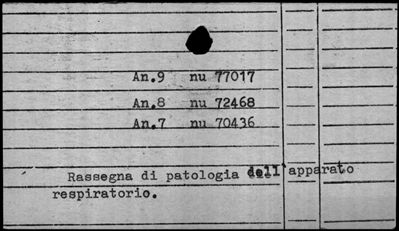 An.9 nu 77017
An.8 nu 72468
An.7 nu 70436
Rassegna di patologia dell'apparato
respiratorio.